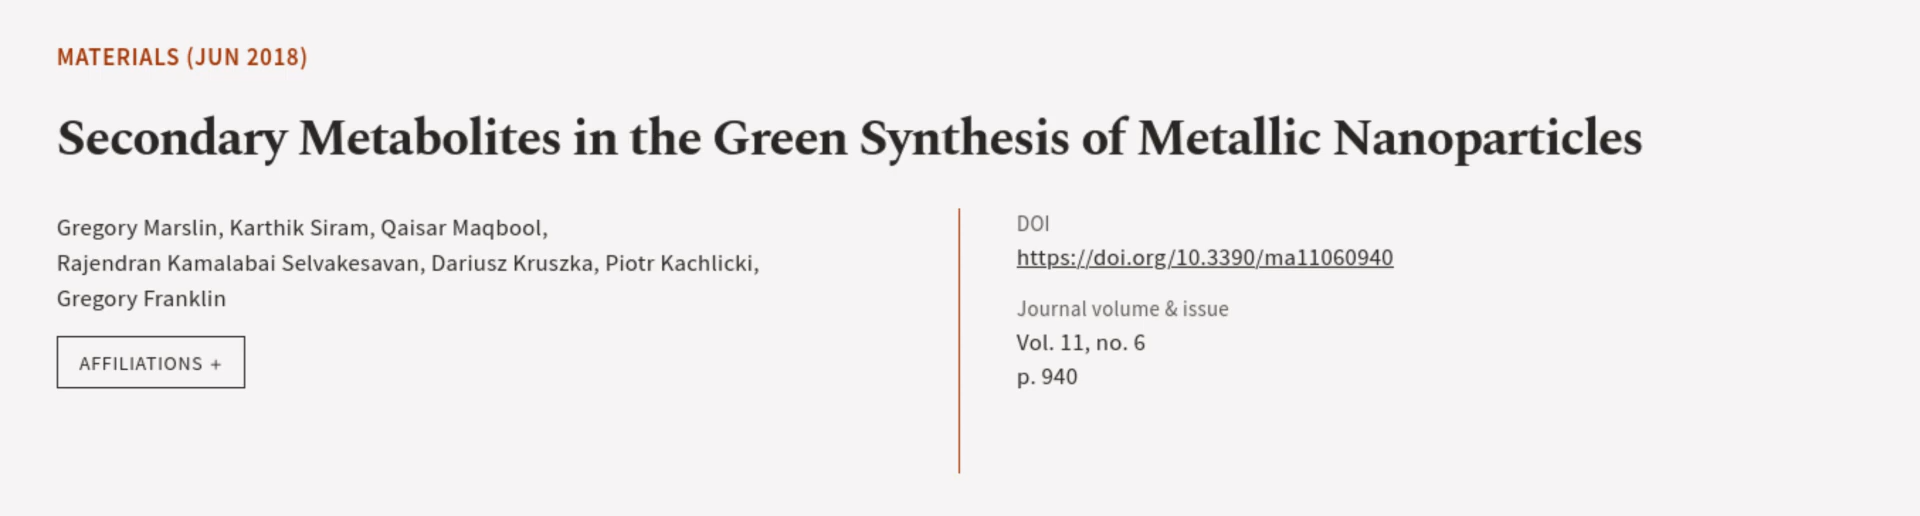 MATERIALS (JUN 2018)
Secondary Metabolites in the Green Synthesis of Metallic Nanoparticles
Gregory Marslin, Karthik Siram, Qaisar Maqbool,
Rajendran Kamalabai Selvakesavan, Dariusz Kruszka, Piotr Kachlicki,
Gregory Franklin
AFFILIATIONS +
DOI
https://doi.org/10.3390/ma11060940
Journal volume & issue
Vol. 11, no. 6
p. 940